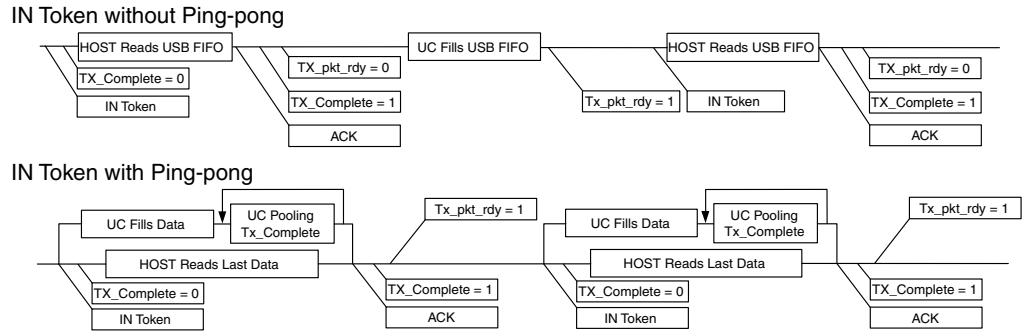 IN Token without Ping-pong
HOST Reads USB FIFO
UC Fills USB FIFO
HOST Reads USB FIFO
TX_pkt_rdy = 0
TX_pkt_rdy = 0
TX_Complete = 0
TX_Complete = 1
Tx_pkt_rdy = 1
IN Token
TX_Complete = 1
IN Token
ACK
ACK
IN Token with Ping-pong
Tx_pkt_rdy = 1
Tx_pkt_rdy = 1
UC Fills Data
UC Pooling
Tx_Complete
UC Fills Data
UC Pooling
Tx_Complete
HOST Reads Last Data
HOST Reads Last Data
TX_Complete = 0
TX_Complete = 1
TX_Complete = 0
TX_Complete = 1
IN Token
ACK
IN Token
ACK